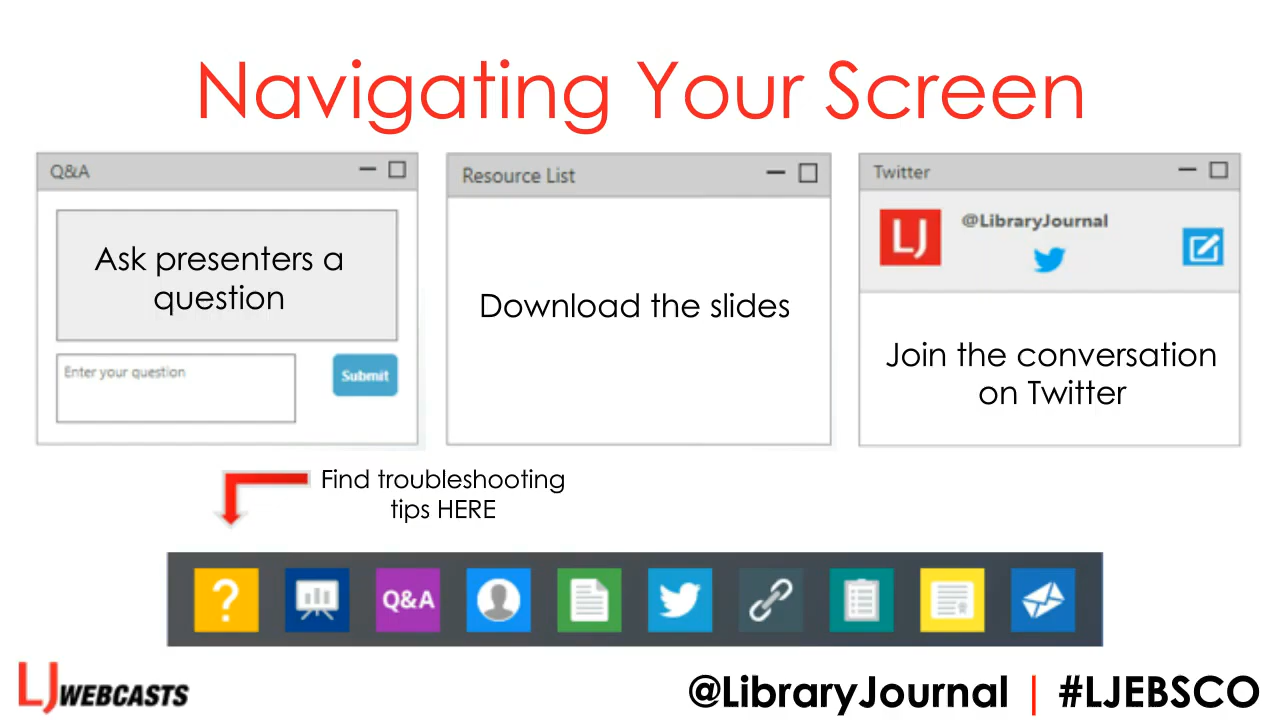 Navigating Your Screen
Q&A
Ask presenters a
question
Enter your question
Submit
Resource List
Download the slides
Twitter
LJ
@LibraryJournal
Join the conversation
on Twitter
Find troubleshooting
tips HERE
?
Q&A
LJ WEBCASTS
@LibraryJournal | #LJEBSCO